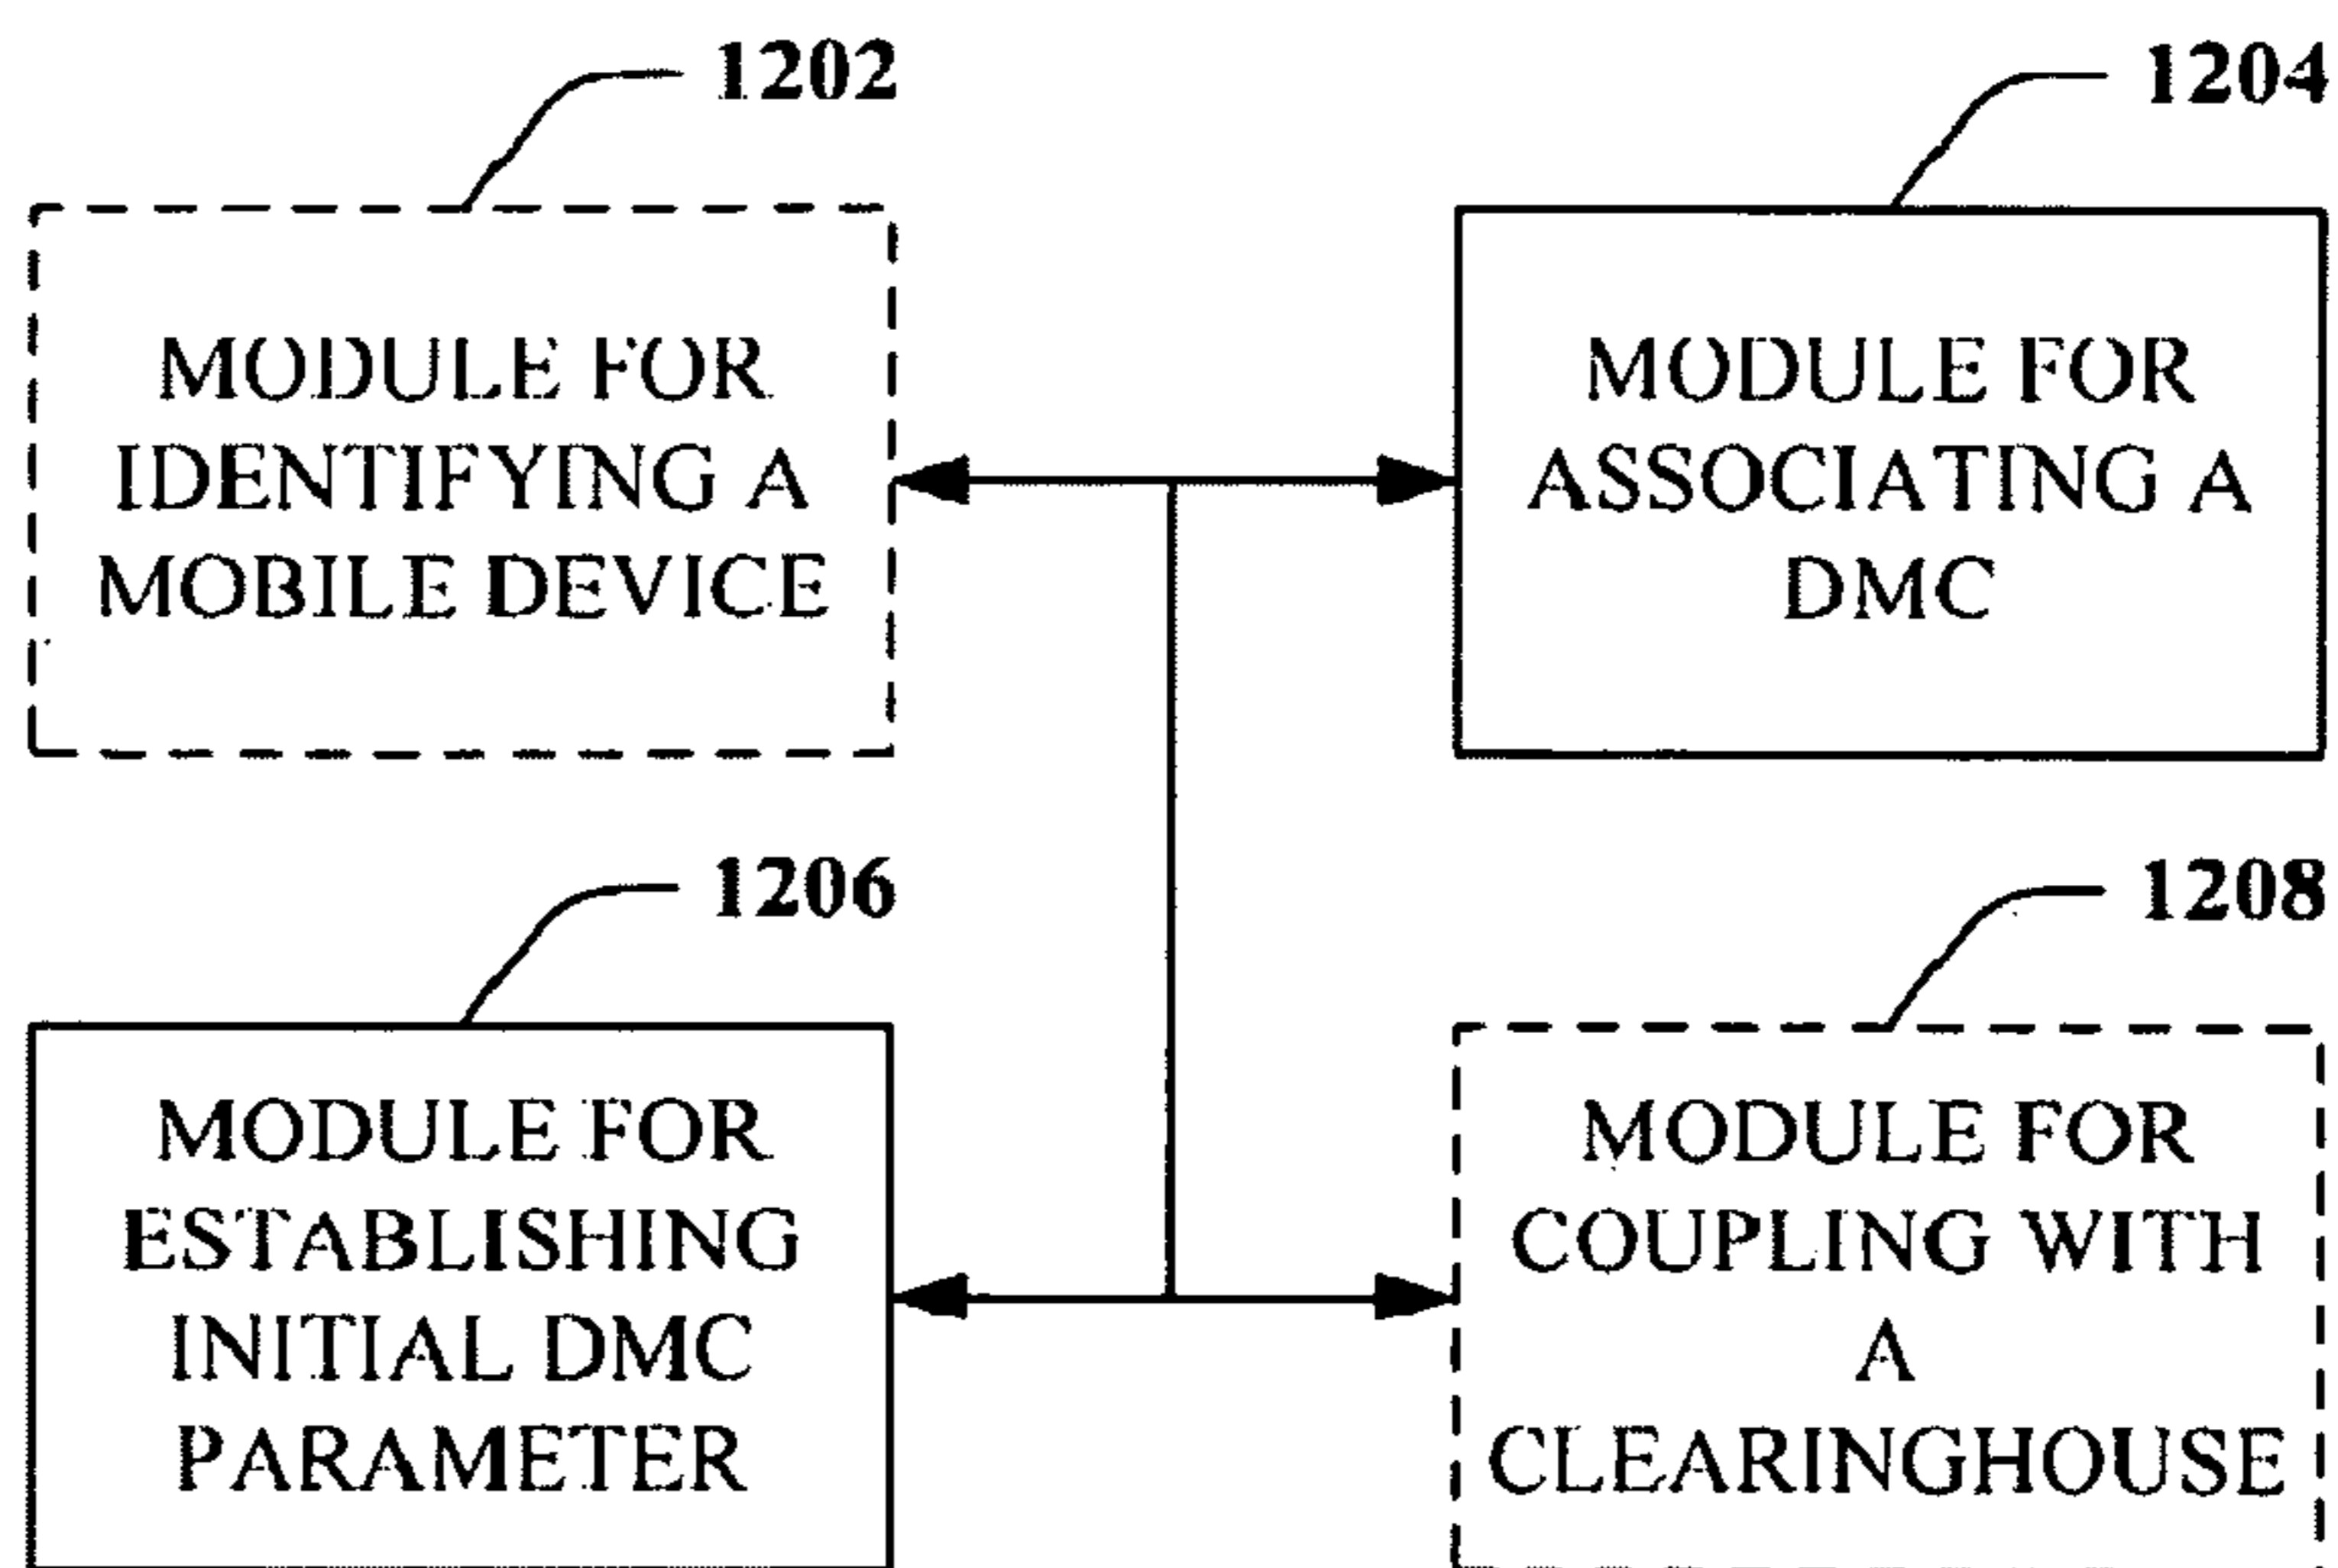 1202
MODULE FOR
IDENTIFYING A
MOBILE DEVICE
1204
MODULE FOR
ASSOCIATING A
DMC
1206
MODULE FOR
ESTABLISHING
INITIAL DMC
PARAMETER
1208
MODULE FOR
COUPLING WITH
A
CLEARINGHOUSE